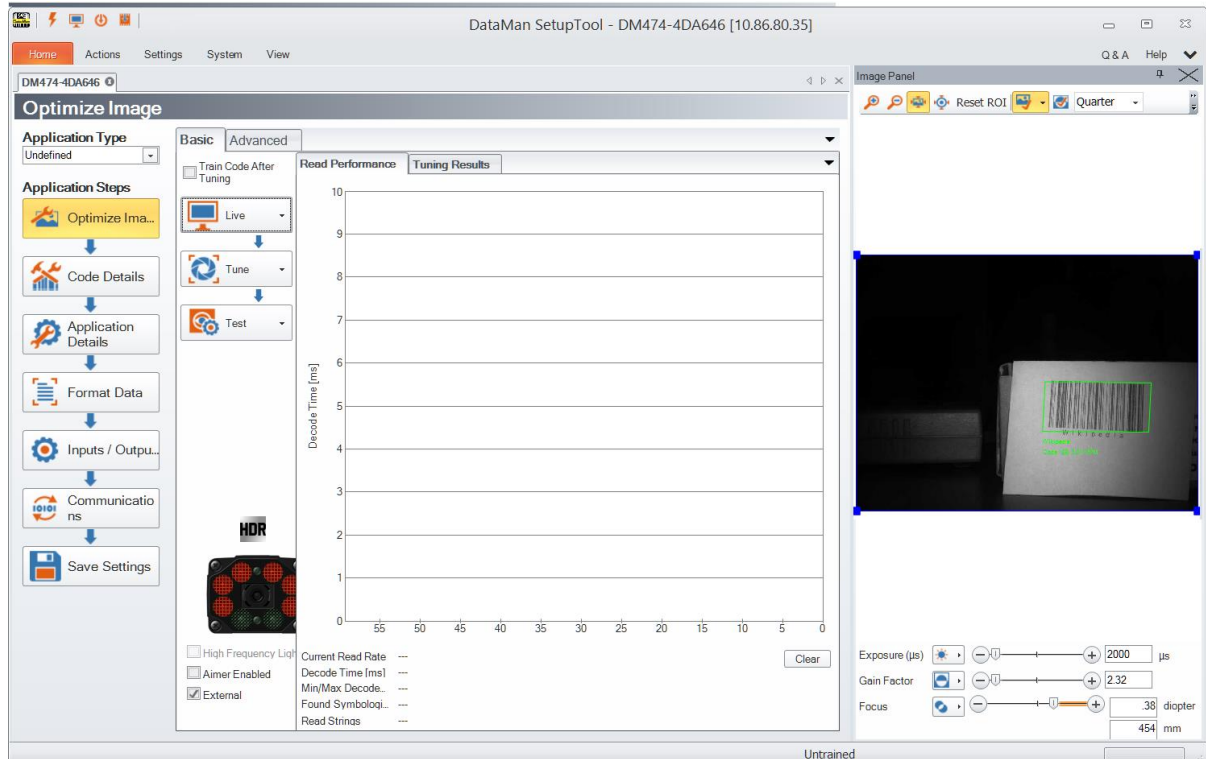 DataMan SetupTool - DM474-4DA646 [10.86.80.35]
Home Actions Settings System View Q & A Help
DM474-4DA646
Optimize Image
Application Type
Undefined
Application Steps
Optimize Ima...
Code Details
Application
Details
Format Data
Inputs / Outpu...
Communicatio
ns
Save Settings
Basic Advanced
Train Code After
Tuning
Live
Tune
Test
HDR
High Frequency Ligh
Aimer Enabled
External
Read Performance Tuning Results
Decode Time [ms]
10
9
8
7
6
5
4
3
2
1
0
55 50 45 40 35 30 25 20 15 10 5 0
Current Read Rate ---
Decode Time [ms] ---
Min/Max Decode... ---
Found Symbologi... ---
Read Strings ---
Clear
Image Panel
Reset ROI Quarter
Wikipedia
Exposure (µs) 2000 µs
Gain Factor 2.32
Focus .38 diopter
454 mm
Untrained